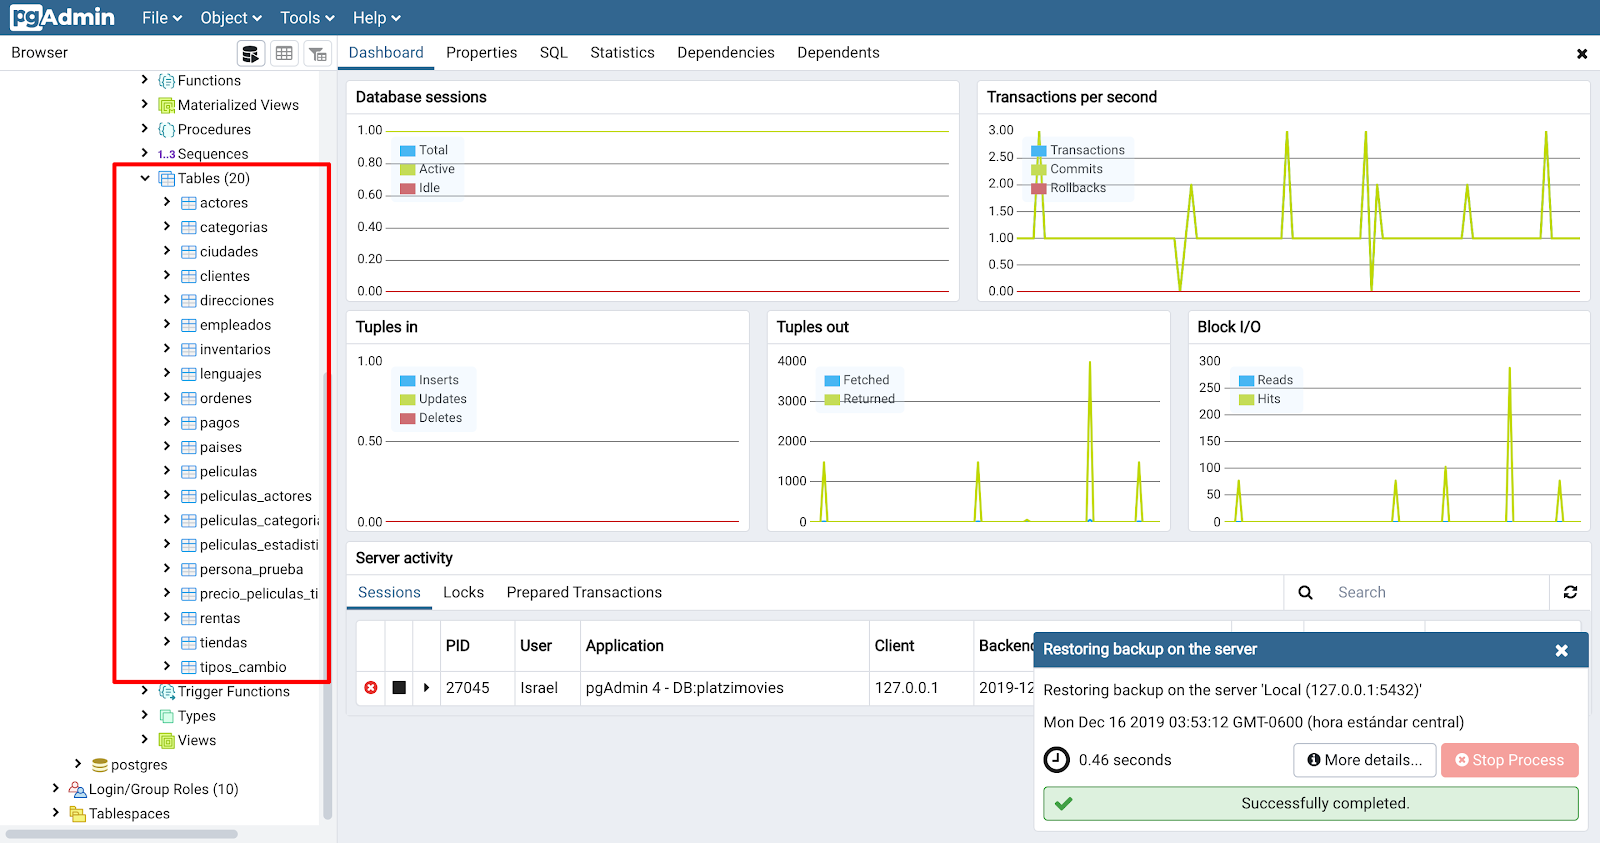 pgAdmin File Object Tools Help
Browser
Dashboard Properties SQL Statistics Dependencies Dependents
Functions
Materialized Views
Procedures
1..3 Sequences
Tables (20)
actores
categorias
ciudades
clientes
direcciones
empleados
inventarios
lenguajes
ordenes
pagos
paises
peliculas
peliculas_actores
peliculas_categoria
peliculas_estadisti
persona_prueba
precio_peliculas_ti
rentas
tiendas
tipos_cambio
Trigger Functions
Types
Views
postgres
Login/Group Roles (10)
Tablespaces
Database sessions
1.00
0.80
0.60
0.40
0.20
0.00
Total
Active
Idle
Transactions per second
3.00
2.50
2.00
1.50
1.00
0.50
0.00
Transactions
Commits
Rollbacks
Tuples in
1.00
0.50
0.00
Inserts
Updates
Deletes
Tuples out
4000
3000
2000
1000
0
Fetched
Returned
Block I/O
300
250
200
150
100
50
0
Reads
Hits
Server activity
Sessions Locks Prepared Transactions
Search
PID User Application Client Backend
27045 Israel pgAdmin 4 - DB:platzimovies 127.0.0.1 2019-12
Restoring backup on the server
Restoring backup on the server 'Local (127.0.0.1:5432)'
Mon Dec 16 2019 03:53:12 GMT-0600 (hora estándar central)
0.46 seconds
More details...
Stop Process
Successfully completed.